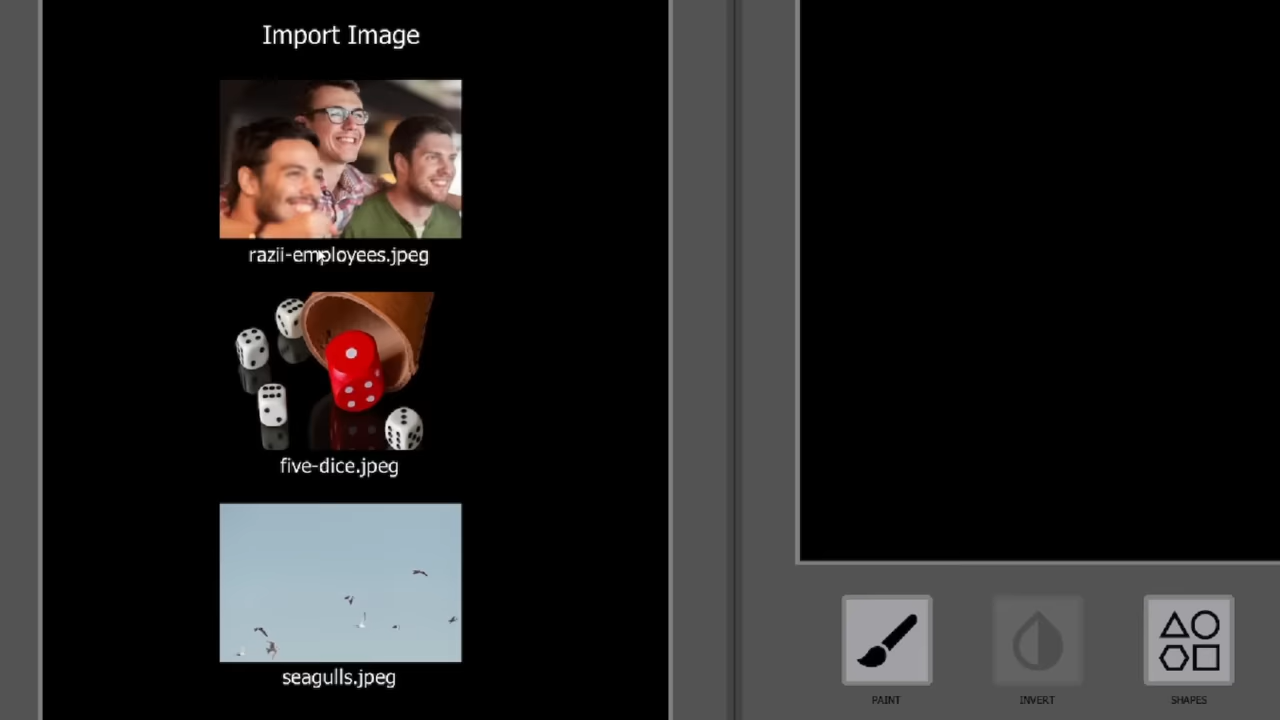 Import Image
razii-employees.jpeg
five-dice.jpeg
seagulls.jpeg
PAINT
INVERT
SHAPES